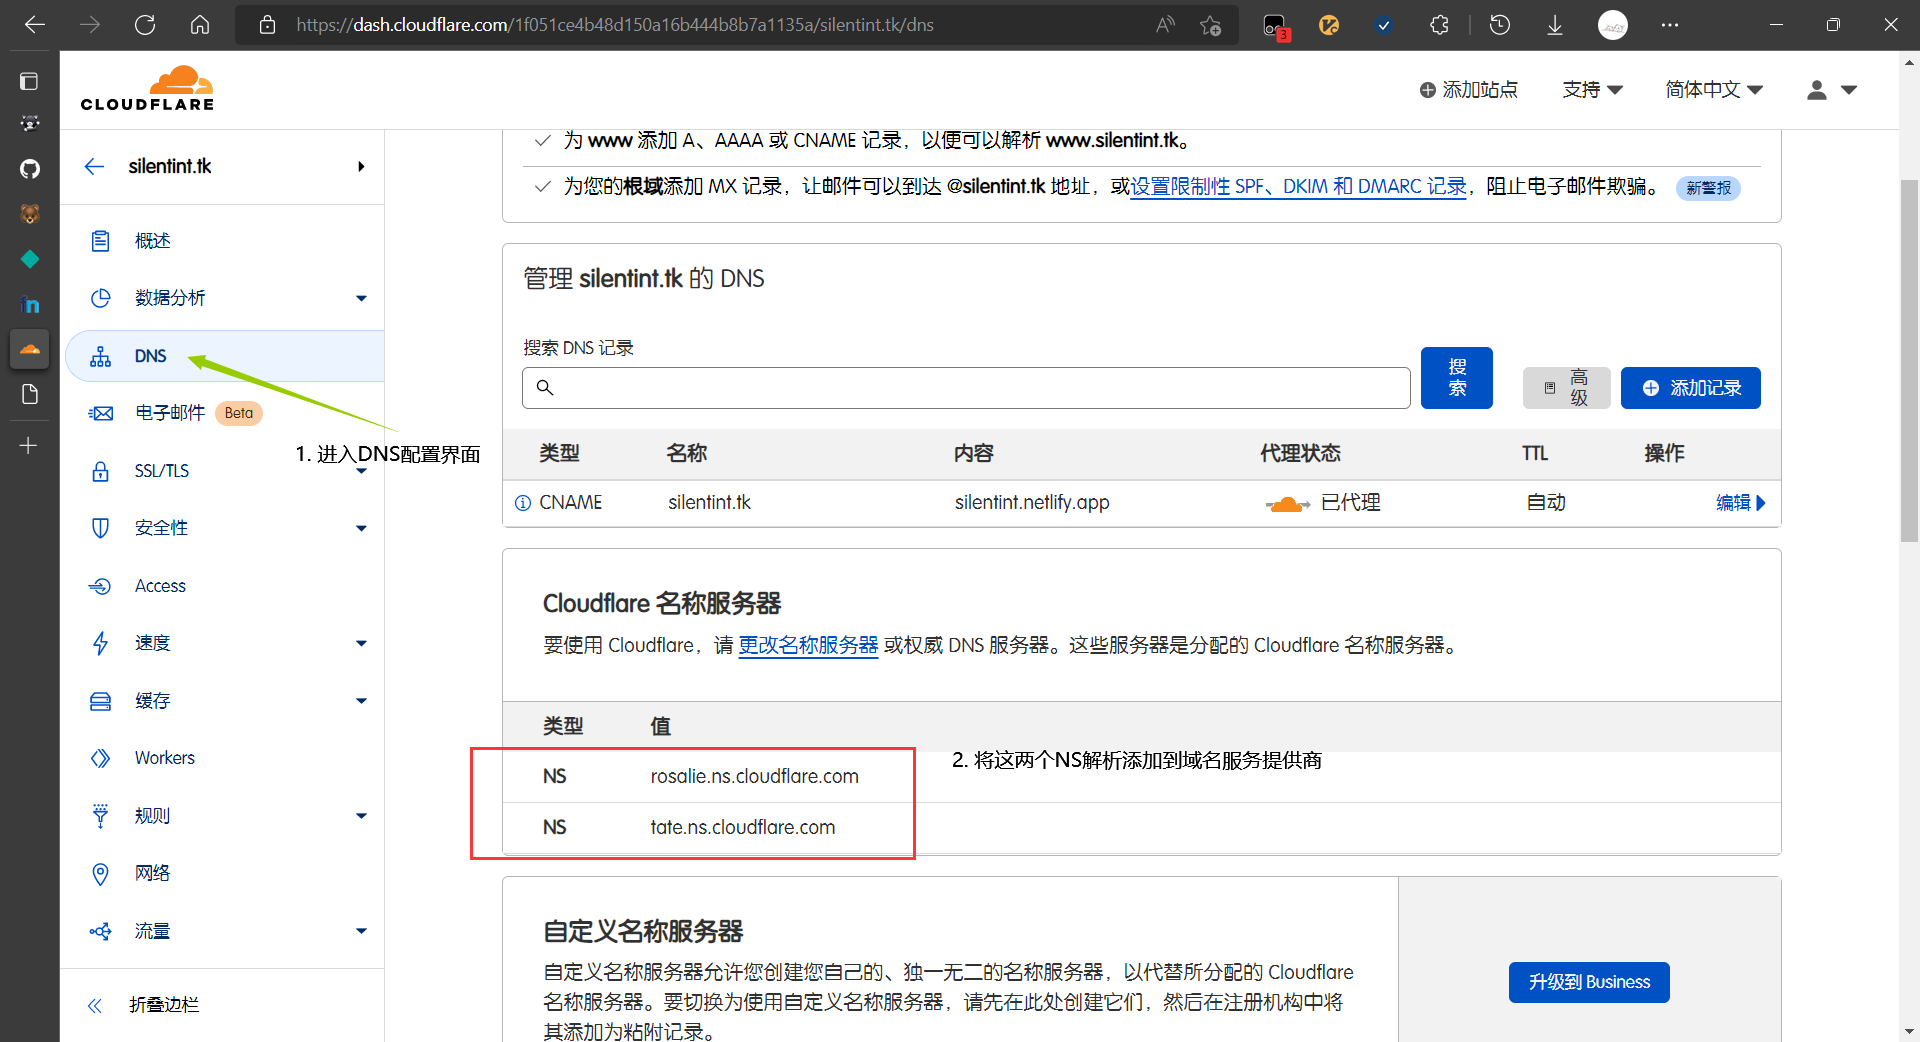 https://dash.cloudflare.com/1f051ce4b48d150a16b444b8b7a1135a/silentint.tk/dns
3
CLOUDFLARE
添加站点
支持
简体中文
silentint.tk
概述
数据分析
DNS
电子邮件 Beta
SSL/TLS
安全性
Access
速度
缓存
Workers
规则
网络
流量
折叠边栏
1. 进入DNS配置界面
为 www 添加 A、AAAA 或 CNAME 记录，以便可以解析 www.silentint.tk。
为您的根域添加 MX 记录，让邮件可以到达 @silentint.tk 地址，或设置限制性 SPF、DKIM 和 DMARC 记录，阻止电子邮件欺骗。 新警报
管理 silentint.tk 的 DNS
搜索 DNS 记录
搜
索
高
级
添加记录
类型 名称 内容 代理状态 TTL 操作
CNAME silentint.tk silentint.netlify.app 已代理 自动 编辑
Cloudflare 名称服务器
要使用 Cloudflare，请 更改名称服务器 或权威 DNS 服务器。这些服务器是分配的 Cloudflare 名称服务器。
类型 值
NS rosalie.ns.cloudflare.com
NS tate.ns.cloudflare.com
2. 将这两个NS解析添加到域名服务提供商
自定义名称服务器
自定义名称服务器允许您创建您自己的、独一无二的名称服务器，以代替所分配的 Cloudflare
名称服务器。要切换为使用自定义名称服务器，请先在此处创建它们，然后在注册机构中将
其添加为粘附记录。
升级到 Business